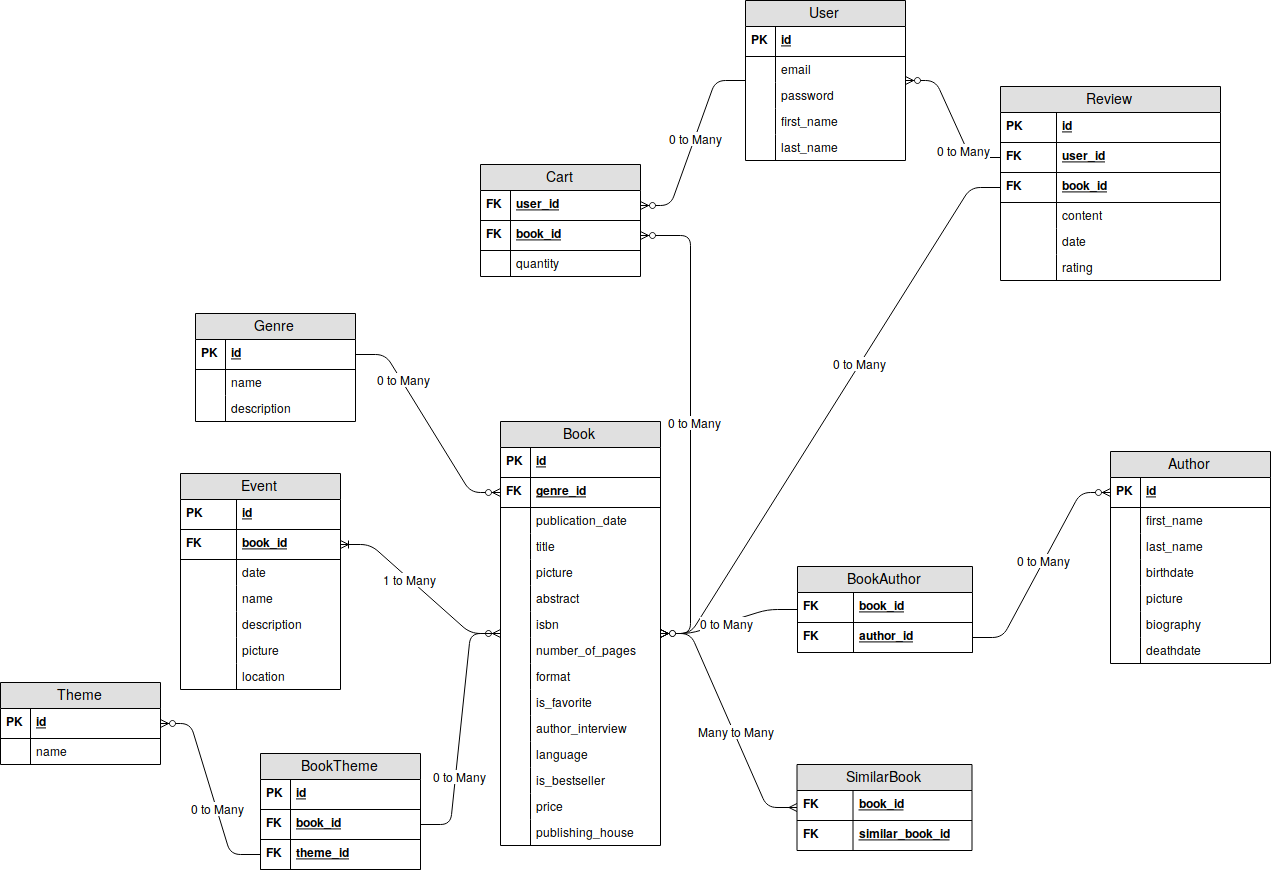 User
PK id
email
password
first_name
last_name
Review
PK id
FK user_id
FK book_id
content
date
rating
0 to Many
0 to Many
Cart
FK user_id
FK book_id
quantity
Genre
PK id
name
description
0 to Many
0 to Many
0 to Many
Book
PK id
FK genre_id
publication_date
title
picture
abstract
isbn
number_of_pages
format
is_favorite
author_interview
language
is_bestseller
price
publishing_house
Event
PK id
FK book_id
date
name
description
picture
location
1 to Many
Author
PK id
first_name
last_name
birthdate
picture
biography
deathdate
0 to Many
BookAuthor
FK book_id
FK author_id
0 to Many
Theme
PK id
name
0 to Many
BookTheme
PK id
FK book_id
FK theme_id
0 to Many
Many to Many
SimilarBook
FK book_id
FK similar_book_id